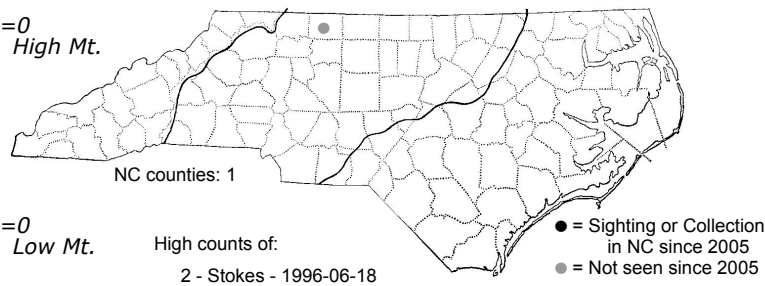 =0
High Mt.
NC counties: 1
=0
Low Mt.
High counts of:
2 - Stokes - 1996-06-18
● = Sighting or Collection
in NC since 2005
● = Not seen since 2005